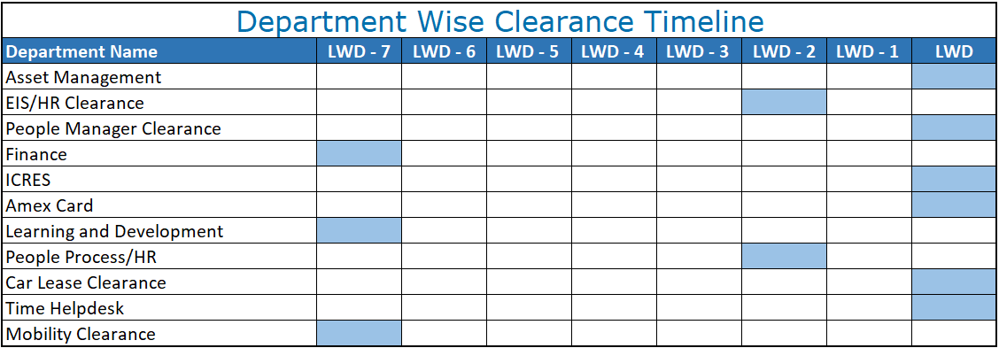 Department Wise Clearance Timeline
Department Name LWD - 7 LWD - 6 LWD - 5 LWD - 4 LWD - 3 LWD - 2 LWD - 1 LWD
Asset Management
EIS/HR Clearance
People Manager Clearance
Finance
ICRES
Amex Card
Learning and Development
People Process/HR
Car Lease Clearance
Time Helpdesk
Mobility Clearance